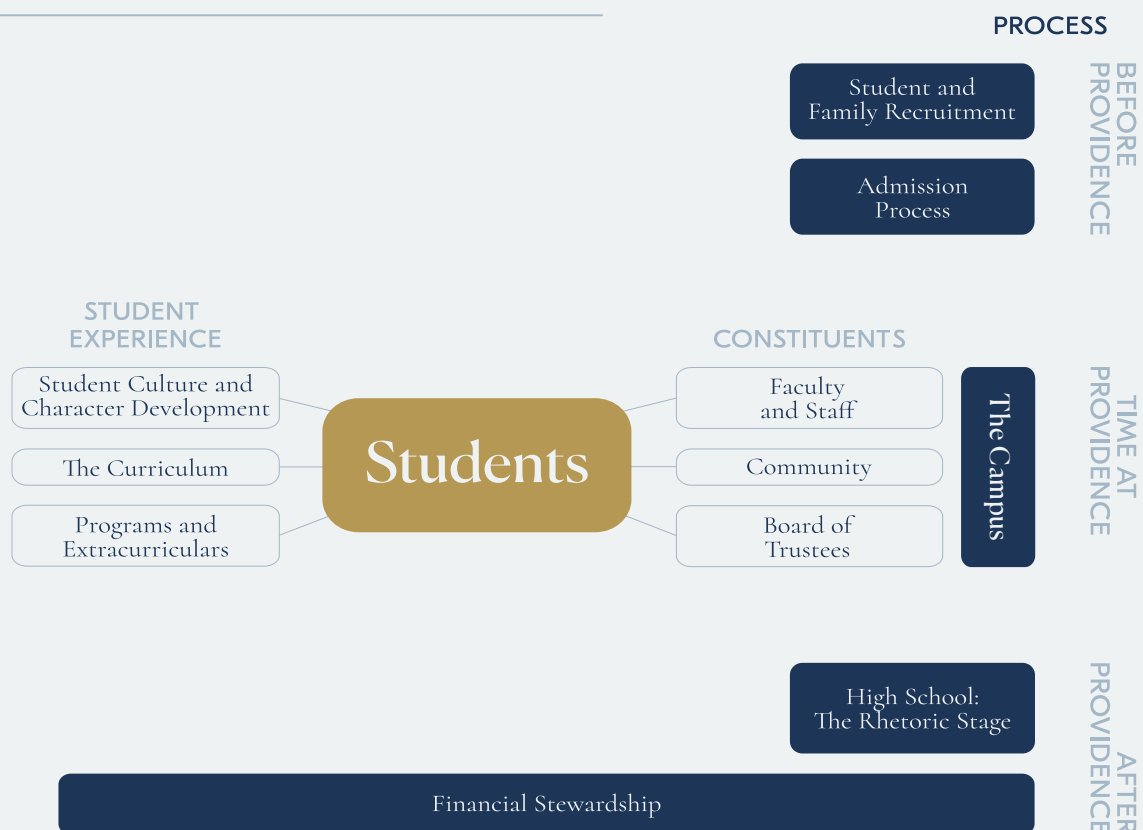 PROCESS
BEFORE
PROVIDENCE
Student and
Family Recruitment
Admission
Process
STUDENT
EXPERIENCE
CONSTITUENTS
TIME AT
PROVIDENCE
Student Culture and
Character Development
The Curriculum
Programs and
Extracurriculars
Students
Faculty
and Staff
Community
Board of
Trustees
The Campus
High School:
The Rhetoric Stage
AFTER
PROVIDENCE
Financial Stewardship